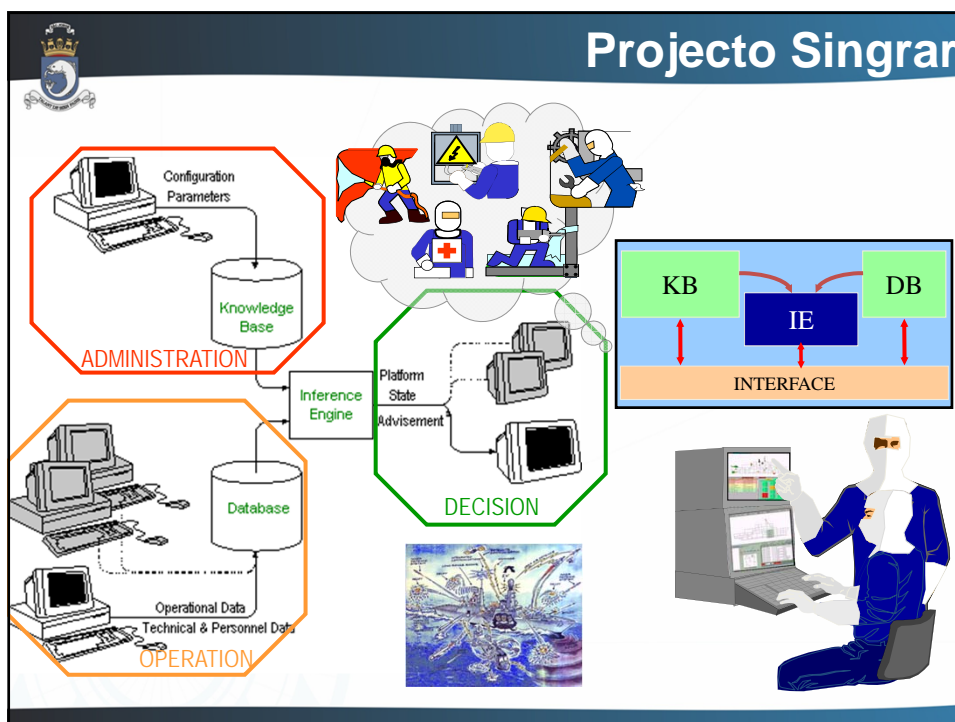 Projecto Singrar
Configuration
Parameters
Knowledge
Base
ADMINISTRATION
Inference
Engine
Platform
State
Advisement
DECISION
Database
Operational Data
Technical & Personnel Data
OPERATION
KB
DB
IE
INTERFACE